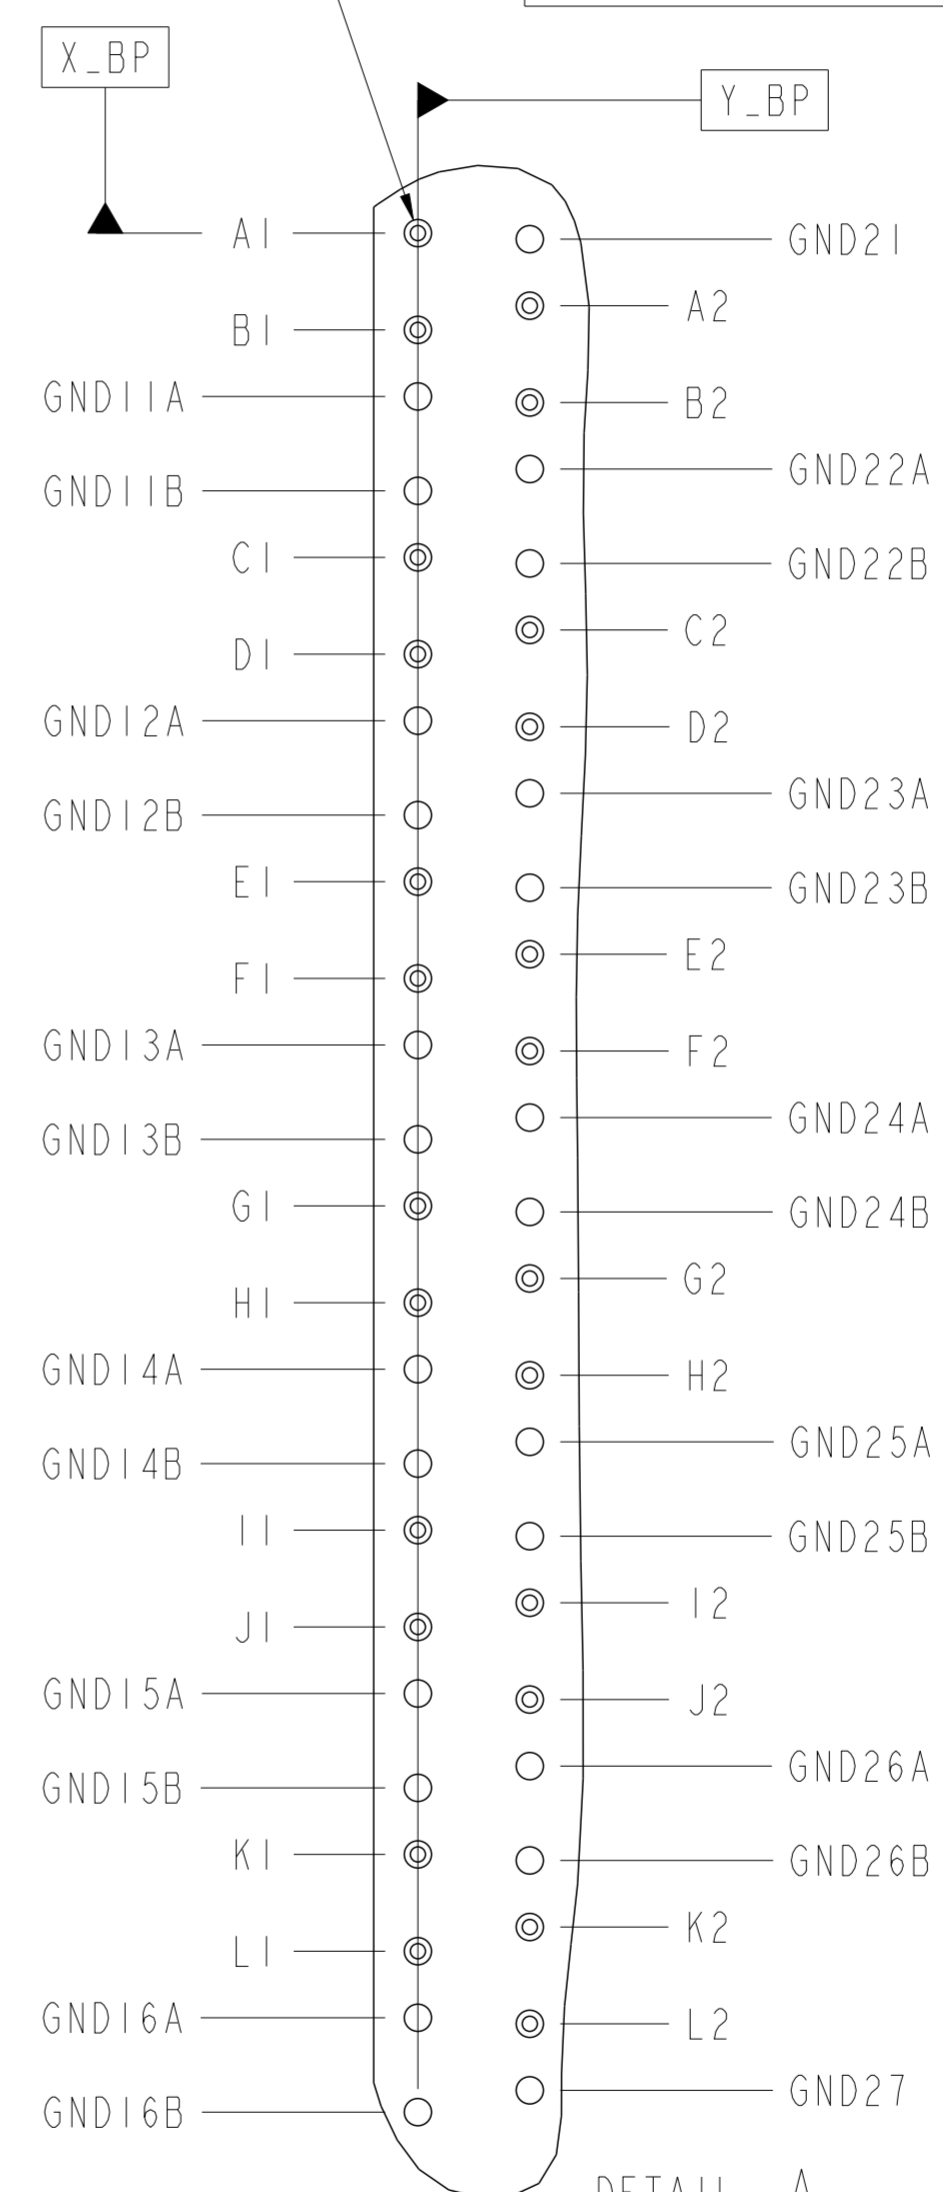 X_BP
Y_BP
A1
GND21
A2
B1
GND11A
B2
GND22A
GND11B
C1
GND22B
C2
D1
GND12A
D2
GND23A
GND12B
E1
GND23B
E2
F1
GND13A
F2
GND24A
GND13B
G1
GND24B
G2
H1
GND14A
H2
GND25A
GND14B
I1
GND25B
I2
J1
GND15A
J2
GND26A
GND15B
K1
GND26B
K2
L1
GND16A
L2
GND27
GND16B
DETAIL A